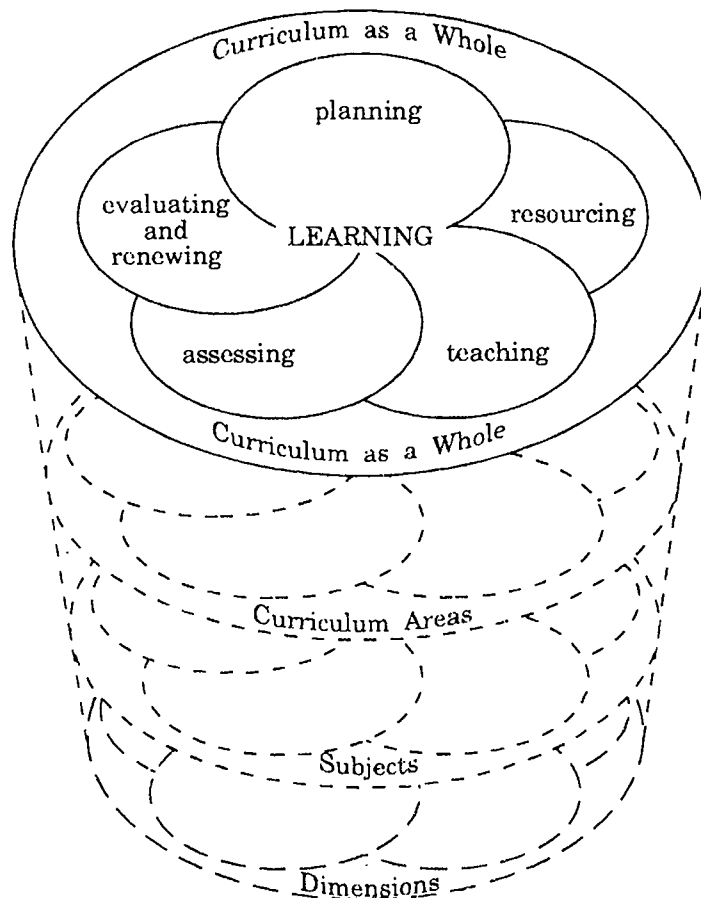 Curriculum as a Whole
planning
evaluating
and
renewing
resourcing
LEARNING
assessing
teaching
Curriculum as a Whole
Curriculum Areas
Subjects
Dimensions